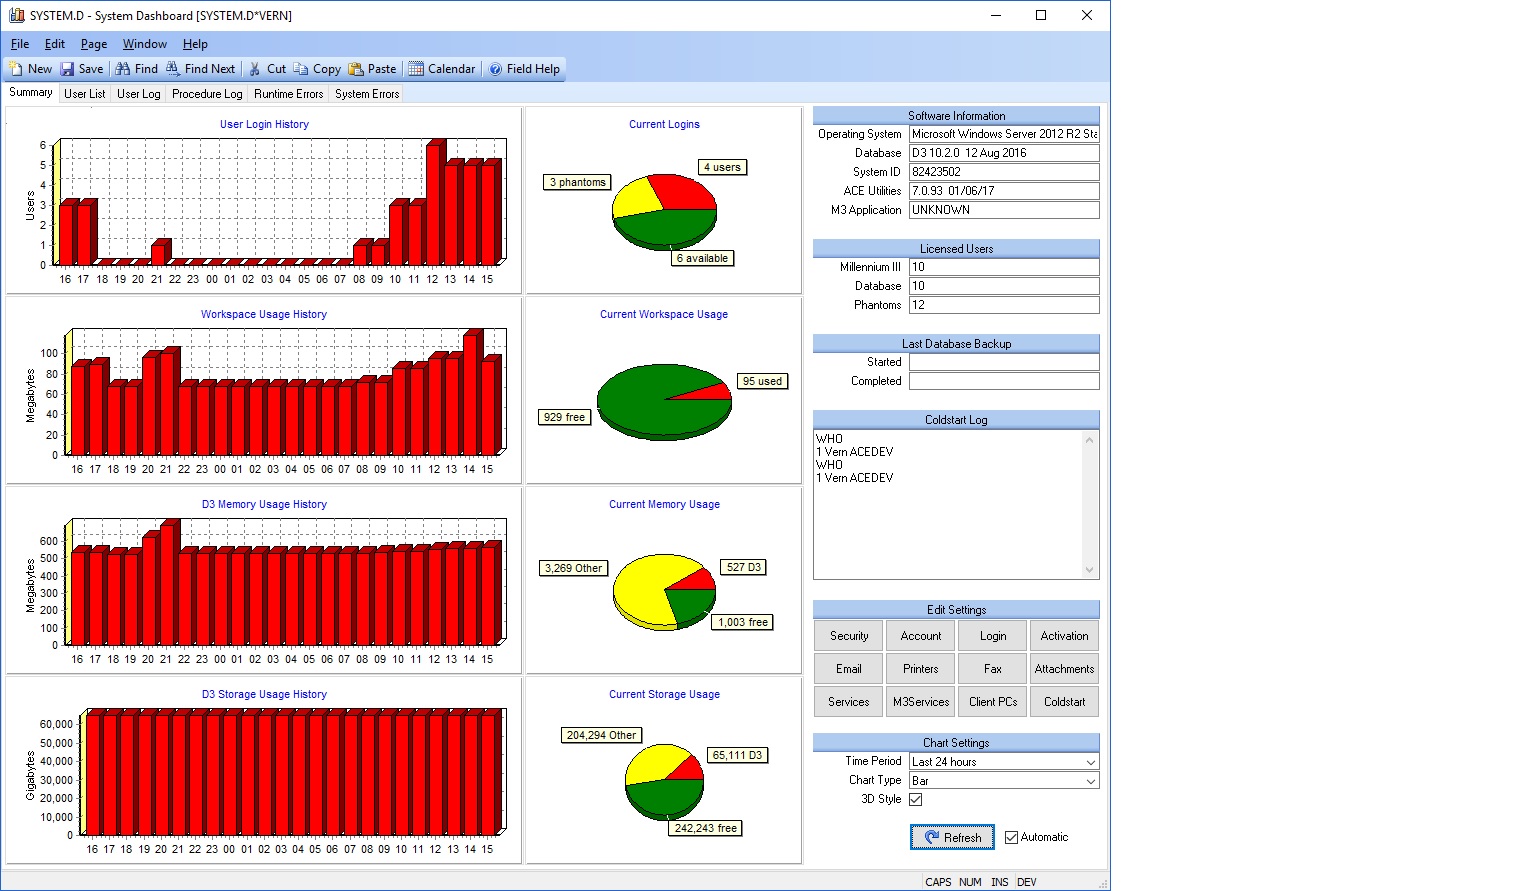 SYSTEM.D - System Dashboard [SYSTEM.D*VERN]
File Edit Page Window Help
New Save Find Find Next Cut Copy Paste Calendar Field Help
Summary User List User Log Procedure Log Runtime Errors System Errors
User Login History
Users
6
5
4
3
2
1
0
16 17 18 19 20 21 22 23 00 01 02 03 04 05 06 07 08 09 10 11 12 13 14 15
Current Logins
4 users
3 phantoms
6 available
Workspace Usage History
Megabytes
100
80
60
40
20
0
16 17 18 19 20 21 22 23 00 01 02 03 04 05 06 07 08 09 10 11 12 13 14 15
Current Workspace Usage
95 used
929 free
D3 Memory Usage History
Megabytes
600
500
400
300
200
100
0
16 17 18 19 20 21 22 23 00 01 02 03 04 05 06 07 08 09 10 11 12 13 14 15
Current Memory Usage
3,269 Other
527 D3
1,003 free
D3 Storage Usage History
Gigabytes
60,000
50,000
40,000
30,000
20,000
10,000
0
16 17 18 19 20 21 22 23 00 01 02 03 04 05 06 07 08 09 10 11 12 13 14 15
Current Storage Usage
204,294 Other
65,111 D3
242,243 free
Software Information
Operating System Microsoft Windows Server 2012 R2 Sta
Database D3 10.2.0 12 Aug 2016
System ID 82423502
ACE Utilities 7.0.93 01/06/17
M3 Application UNKNOWN
Licensed Users
Millennium III 10
Database 10
Phantoms 12
Last Database Backup
Started
Completed
Coldstart Log
WHO
1 Vern ACEDEV
WHO
1 Vern ACEDEV
Edit Settings
Security Account Login Activation
Email Printers Fax Attachments
Services M3Services Client PCs Coldstart
Chart Settings
Time Period Last 24 hours
Chart Type Bar
3D Style
Refresh Automatic
CAPS NUM INS DEV